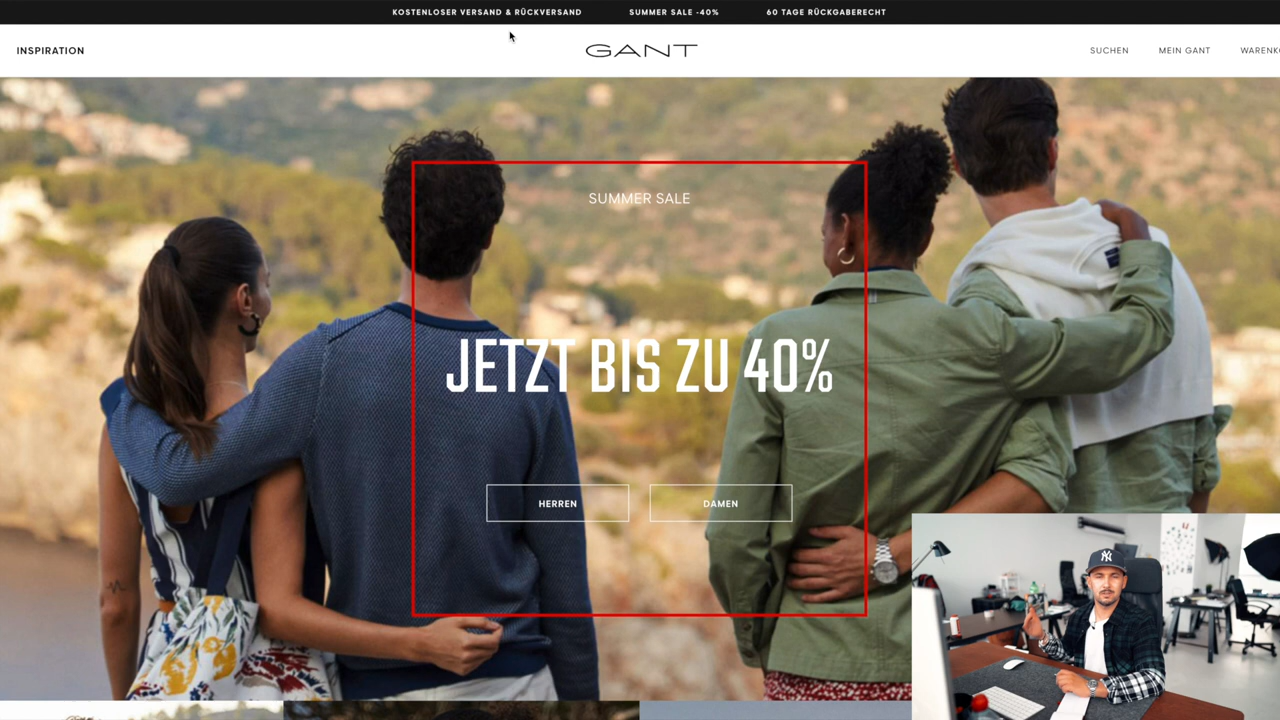 KOSTENLOSER VERSAND & RÜCKVERSAND SUMMER SALE -40% 60 TAGE RÜCKGABERECHT
INSPIRATION GANT SUCHEN MEIN GANT WARENK
SUMMER SALE
JETZT BIS ZU 40%
HERREN DAMEN
NY